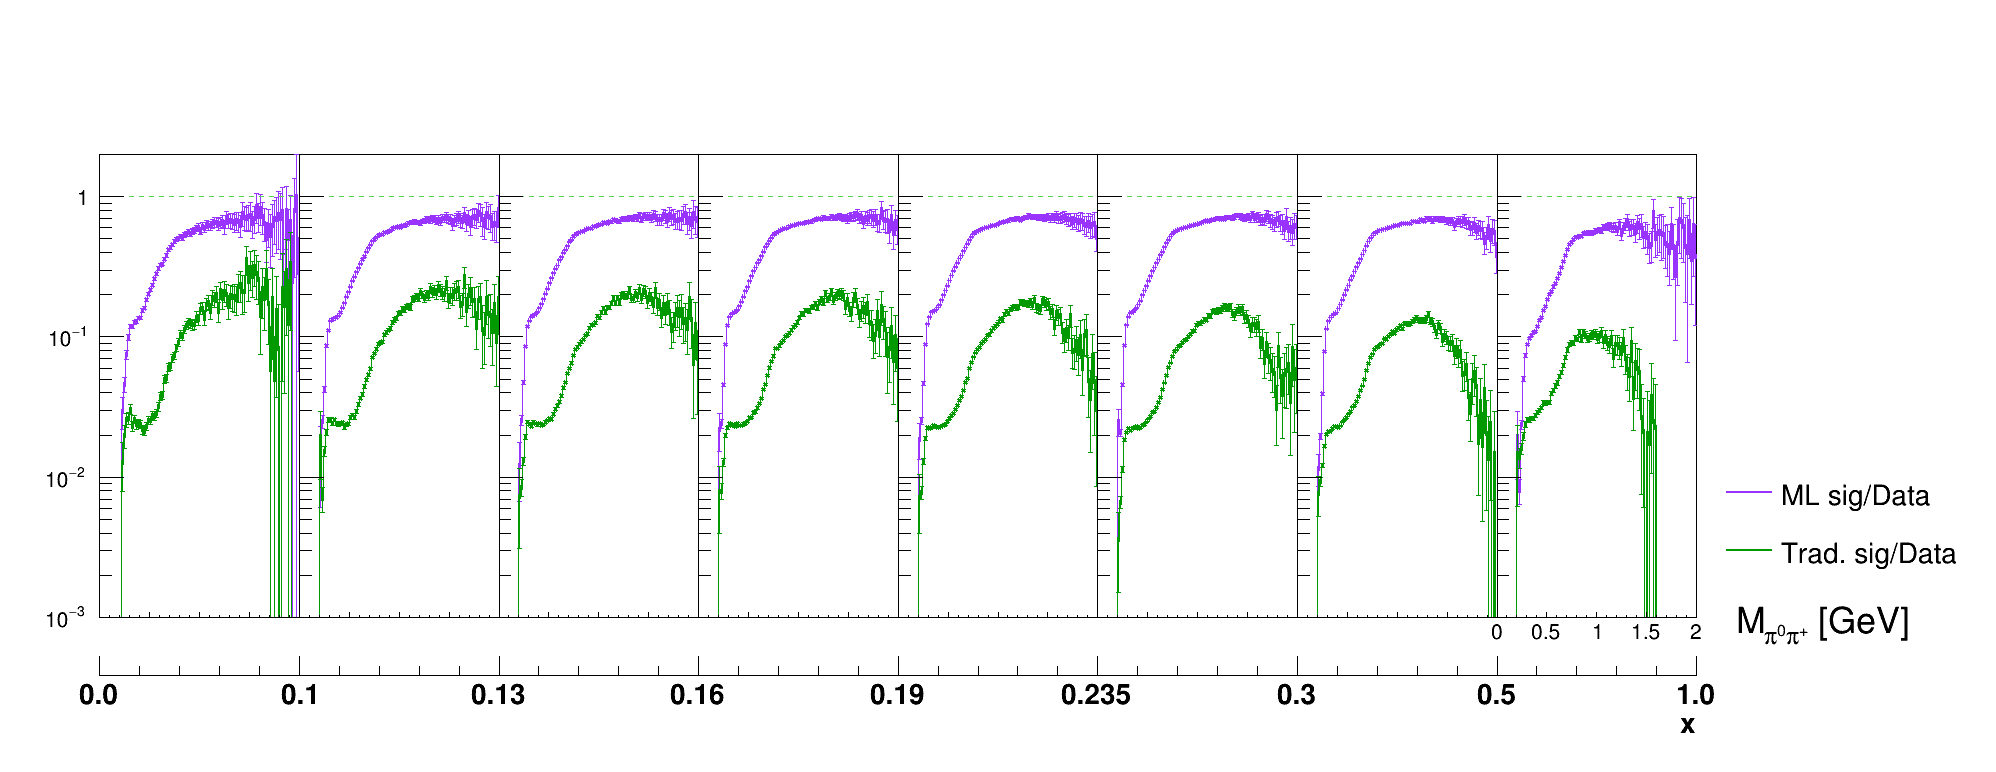 1
10⁻¹
10⁻²
10⁻³
ML sig/Data
Trad. sig/Data
0 0.5 1 1.5 2
M_{π⁰π⁺} [GeV]
0.0 0.1 0.13 0.16 0.19 0.235 0.3 0.5 1.0
x